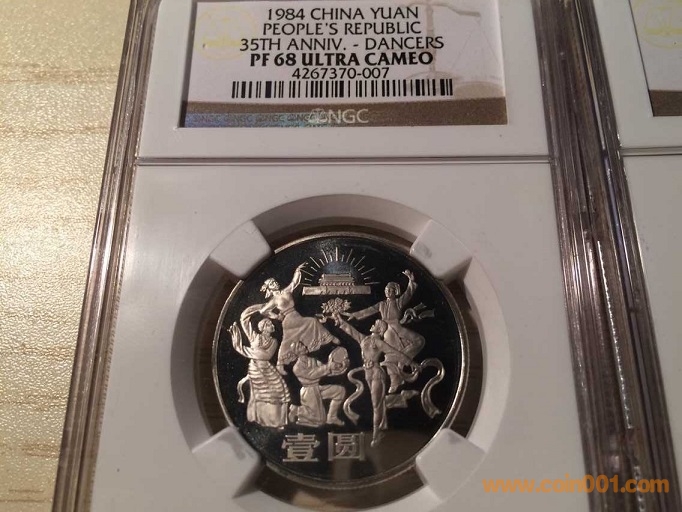 1984 CHINA YUAN
PEOPLE'S REPUBLIC
35TH ANNIV. - DANCERS
PF 68 ULTRA CAMEO
4267370-007
NGC
壹圆
www.coin001.com